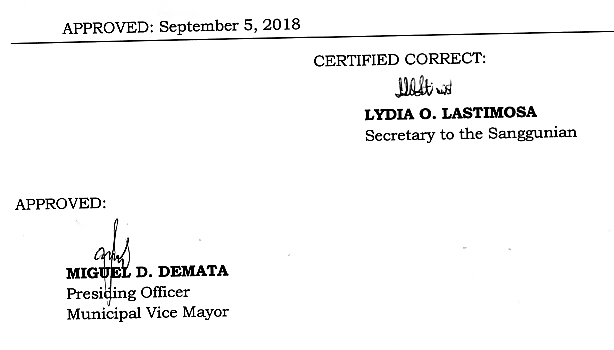 APPROVED: September 5, 2018
CERTIFIED CORRECT:
LYDIA O. LASTIMOSA
Secretary to the Sanggunian
APPROVED:
MIGUEL D. DEMATA
Presiding Officer
Municipal Vice Mayor